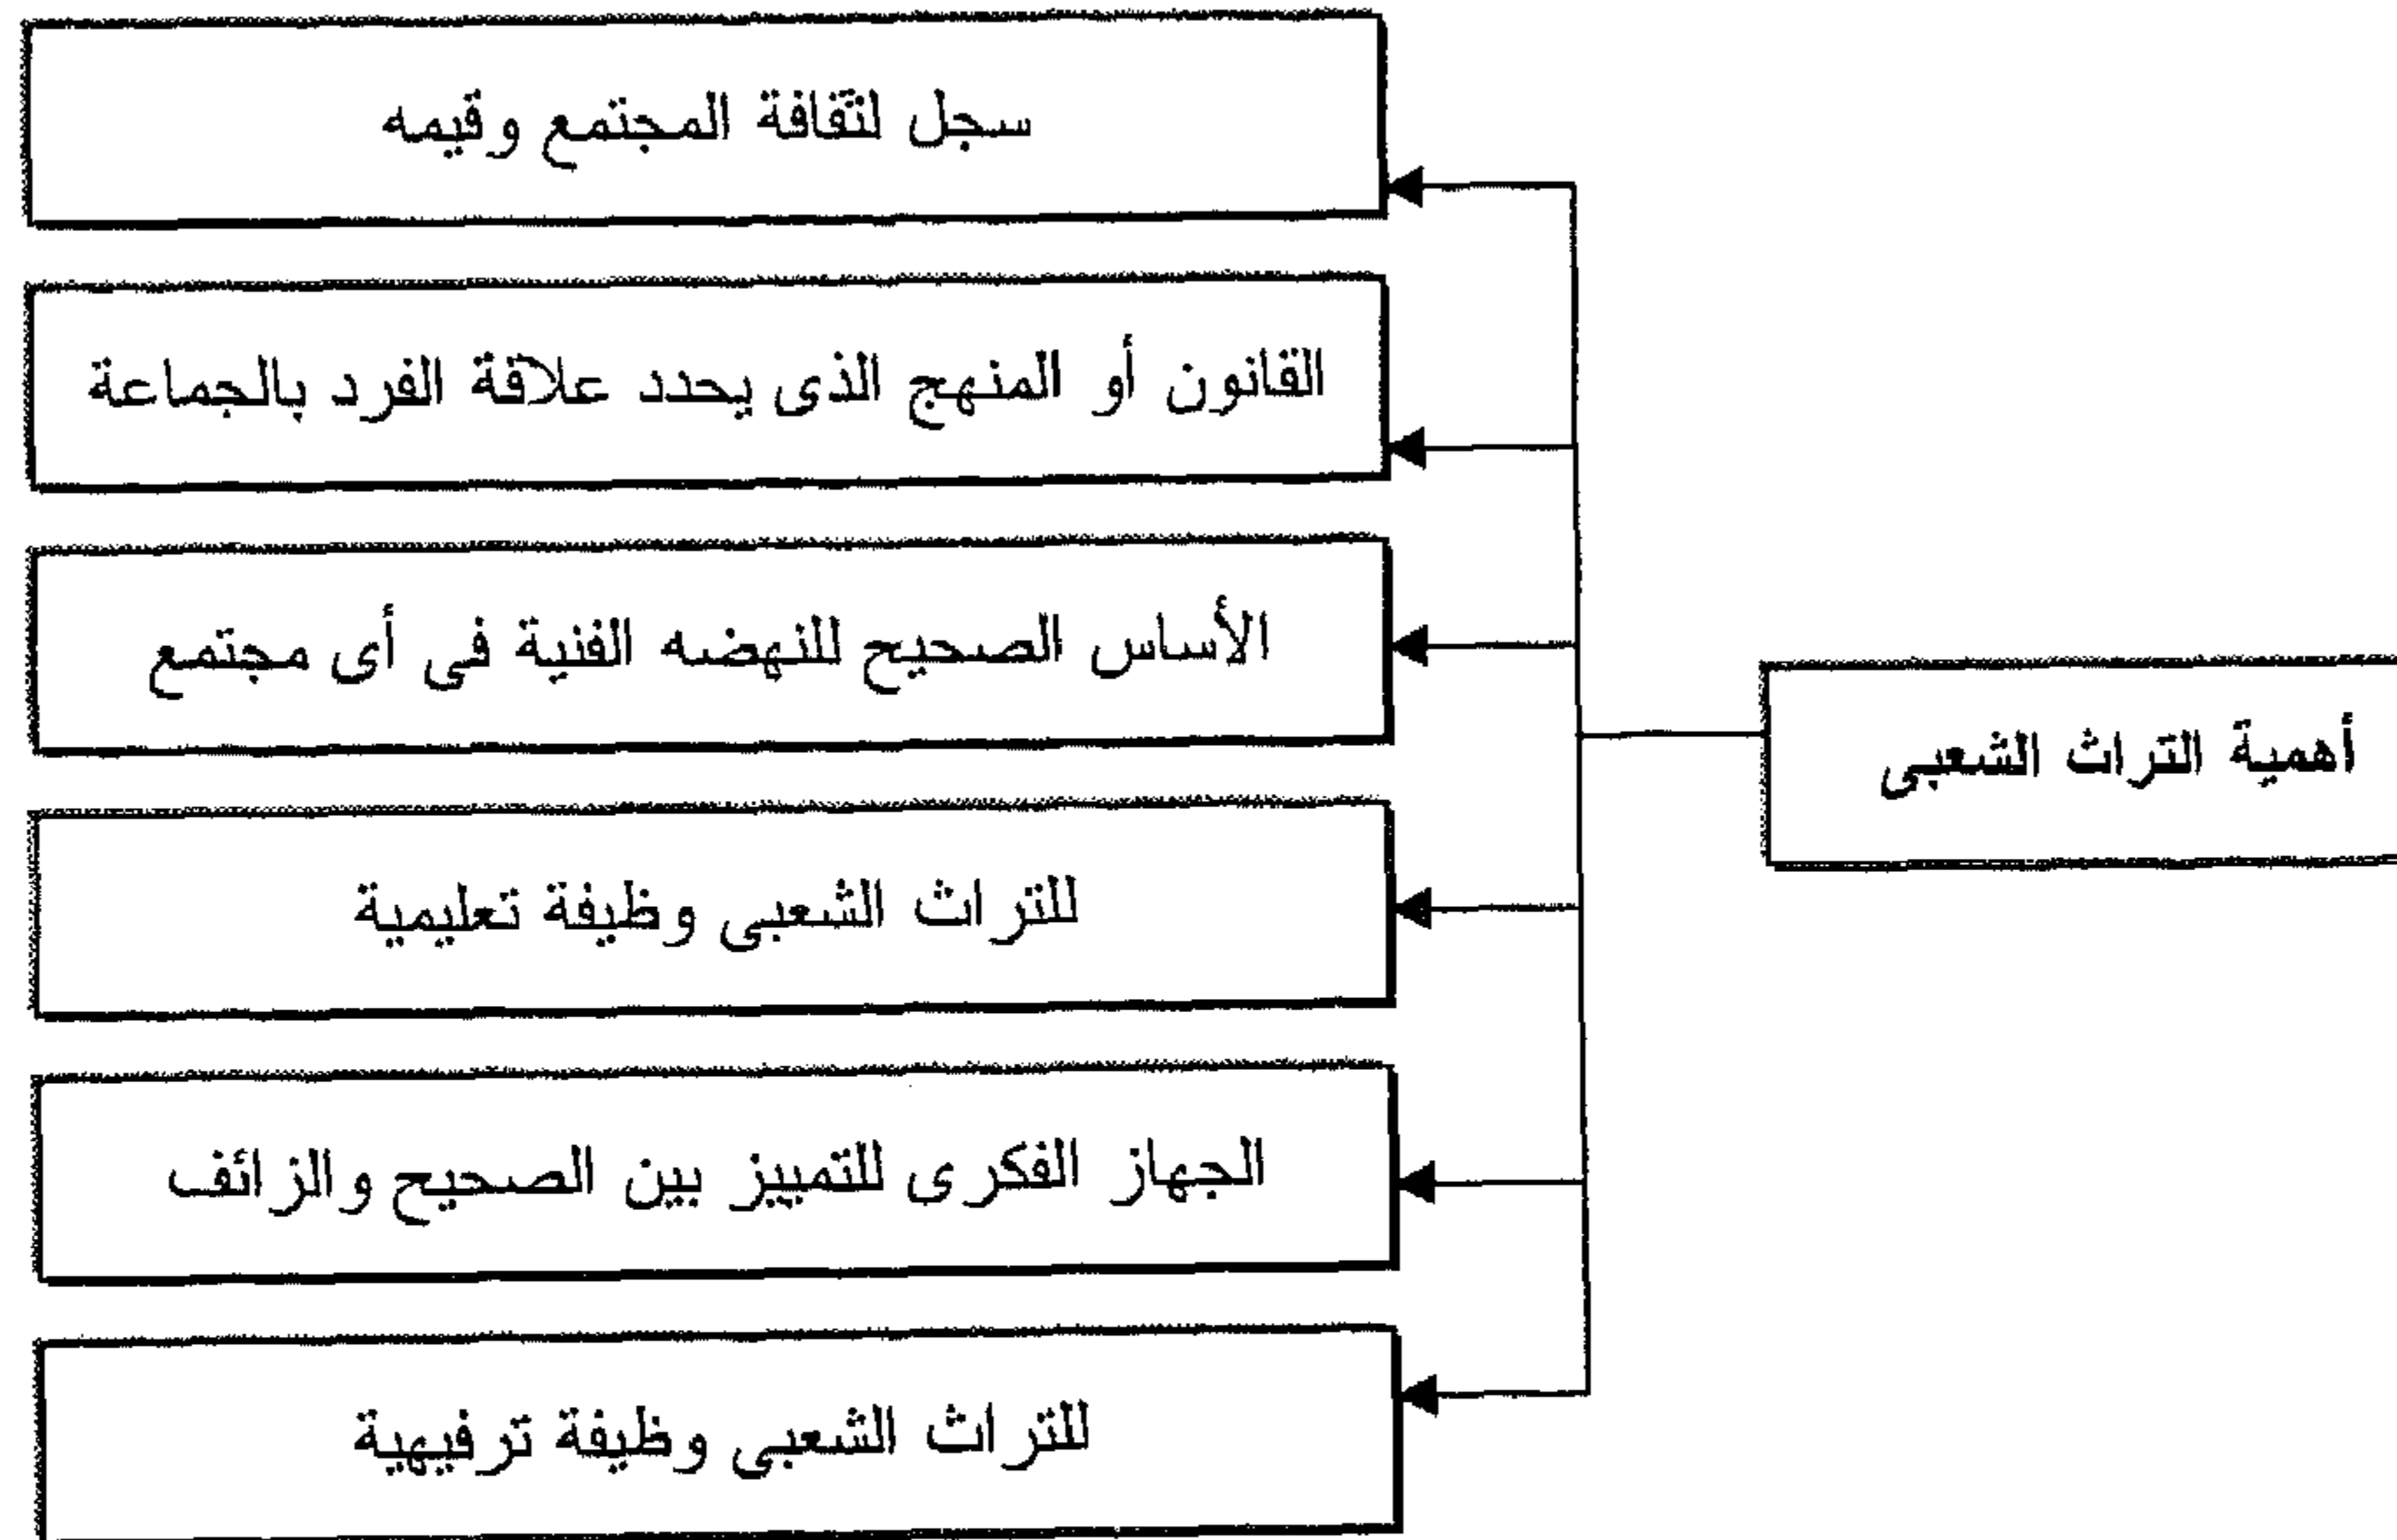 أهمية التراث الشعبى
سجل لثقافة المجتمع وقيمه
القانون أو المنهج الذى يحدد علاقة الفرد بالجماعة
الأساس الصحيح للنهضه الفنية فى أى مجتمع
للتراث الشعبى وظيفة تعليمية
الجهاز الفكرى للتمييز بين الصحيح والزائف
للتراث الشعبى وظيفة ترفيهية